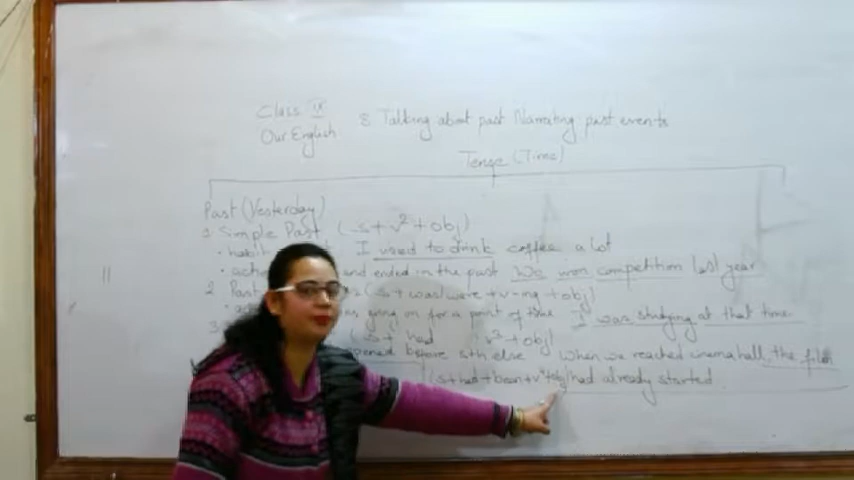 Class IX
Our English
8 Talking about past Narrating past events
Tense (Time)
Past (Yesterday)
1 Simple Past (s + v² + obj)
I used to drink coffee a lot
and ended in the past We won competition last year
2 Past (s + was/were + v-ing + obj)
going on for a point of time I was studying at that time
3 had v³ + obj)
before sth else When we reached cinema hall, the film
(s + had + been + v⁴ + obj) had already started